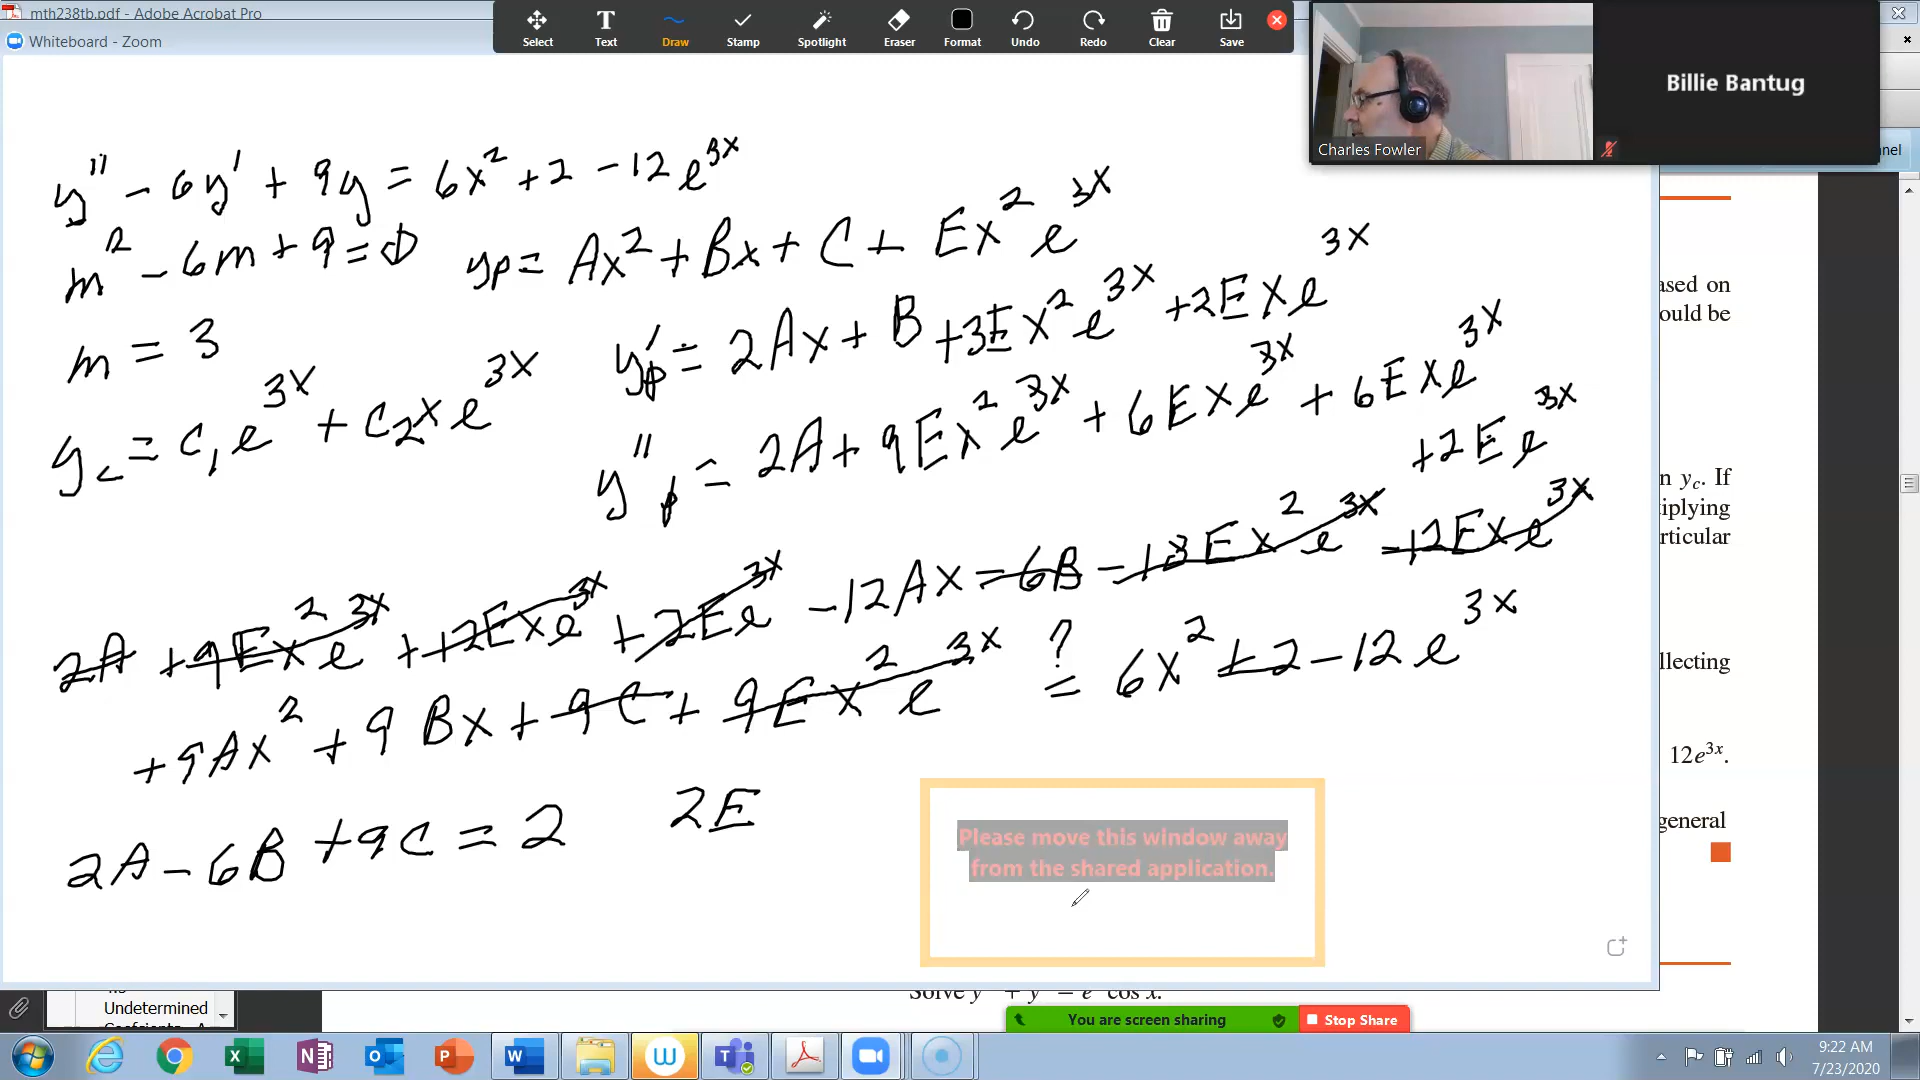 mth238tb.pdf - Adobe Acrobat Pro
Whiteboard - Zoom
Select Text Draw Stamp Spotlight Eraser Format Undo Redo Clear Save
Charles Fowler
Billie Bantug
nel
y'' - 6y' + 9y = 6x² + 2 - 12e^3x
m² - 6m + 9 = 0
yp = Ax² + Bx + C + Ex²e^3x
m = 3
y'p = 2Ax + B + 3Ex²e^3x + 2Exe^3x
yc = c₁e^3x + c₂xe^3x
y''p = 2A + 9Ex²e^3x + 6Exe^3x + 6Exe^3x
+ 2Ee^3x
2A + 9Ex²e^3x + 12Exe^3x + 2Ee^3x - 12Ax - 6B - 18Ex²e^3x - 12Exe^3x
+ 9Ax² + 9Bx + 9C + 9Ex²e^3x ?= 6x² + 2 - 12e^3x
2A - 6B + 9C = 2 2E
Please move this window away
from the shared application.
ased on
ould be
n yc. If
tiplying
rticular
llecting
12e^3x.
general
Undetermined
Solve y + y = e cos x.
You are screen sharing
Stop Share
9:22 AM
7/23/2020